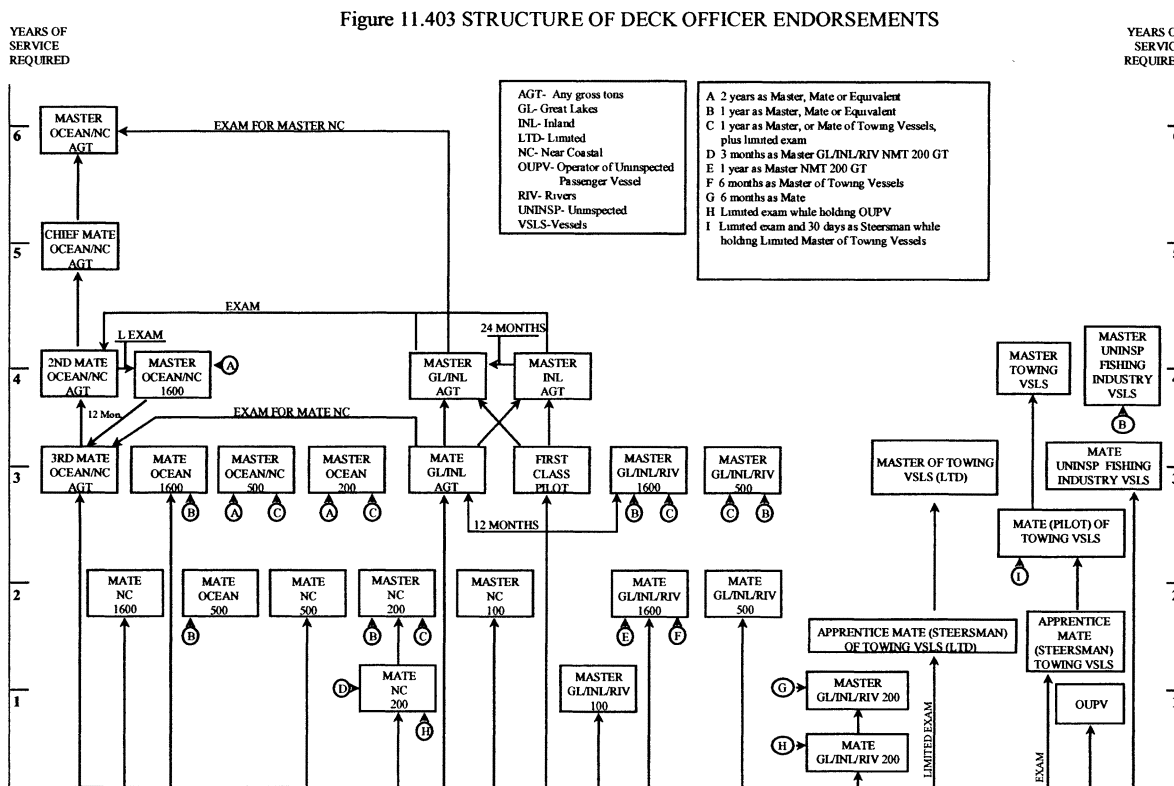 Figure 11.403 STRUCTURE OF DECK OFFICER ENDORSEMENTS
YEARS OF
SERVICE
REQUIRED
YEARS O
SERVIC
REQUIRE
AGT- Any gross tons
GL- Great Lakes
INL- Inland
LTD- Limited
NC- Near Coastal
OUPV- Operator of Uninspected
Passenger Vessel
RIV- Rivers
UNINSP- Uninspected
VSLS-Vessels
A 2 years as Master, Mate or Equivalent
B 1 year as Master, Mate or Equivalent
C 1 year as Master, or Mate of Towing Vessels,
plus limited exam
D 3 months as Master GL/INL/RIV NMT 200 GT
E 1 year as Master NMT 200 GT
F 6 months as Master of Towing Vessels
G 6 months as Mate
H Limited exam while holding OUPV
I Limited exam and 30 days as Steersman while
holding Limited Master of Towing Vessels
6
MASTER
OCEAN/NC
AGT
EXAM FOR MASTER NC
5
CHIEF MATE
OCEAN/NC
AGT
EXAM
L EXAM
24 MONTHS
4
2ND MATE
OCEAN/NC
AGT
MASTER
OCEAN/NC
1600
A
MASTER
GL/INL
AGT
MASTER
INL
AGT
MASTER
TOWING
VSLS
MASTER
UNINSP
FISHING
INDUSTRY
VSLS
B
12 Mon.
EXAM FOR MATE NC
3
3RD MATE
OCEAN/NC
AGT
MATE
OCEAN
1600
B
MASTER
OCEAN/NC
500
A
C
MASTER
OCEAN
200
A
C
MATE
GL/INL
AGT
FIRST
CLASS
PILOT
MASTER
GL/INL/RIV
1600
B
C
MASTER
GL/INL/RIV
500
C
B
MASTER OF TOWING
VSLS (LTD)
MATE
UNINSP FISHING
INDUSTRY VSLS
12 MONTHS
MATE (PILOT) OF
TOWING VSLS
I
2
MATE
NC
1600
MATE
OCEAN
500
B
MATE
NC
500
MASTER
NC
200
B
C
MASTER
NC
100
MATE
GL/INL/RIV
1600
E
F
MATE
GL/INL/RIV
500
APPRENTICE MATE (STEERSMAN)
OF TOWING VSLS (LTD)
APPRENTICE
MATE
(STEERSMAN)
TOWING VSLS
1
D
MATE
NC
200
H
MASTER
GL/INL/RIV
100
G
MASTER
GL/INL/RIV 200
H
MATE
GL/INL/RIV 200
LIMITED EXAM
OUPV
EXAM